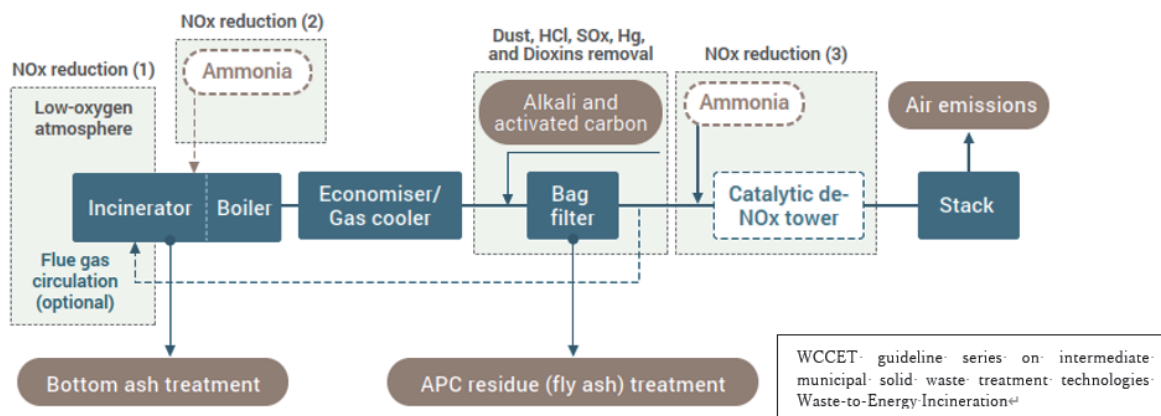 NOx reduction (1)
Low-oxygen
atmosphere
NOx reduction (2)
Ammonia
Dust, HCl, SOx, Hg,
and Dioxins removal
Alkali and
activated carbon
NOx reduction (3)
Ammonia
Air emissions
Incinerator
Boiler
Economiser/
Gas cooler
Bag
filter
Catalytic de-
NOx tower
Stack
Flue gas
circulation
(optional)
Bottom ash treatment
APC residue (fly ash) treatment
WCCET guideline series on intermediate
municipal solid waste treatment technologies
Waste-to-Energy Incineration↵